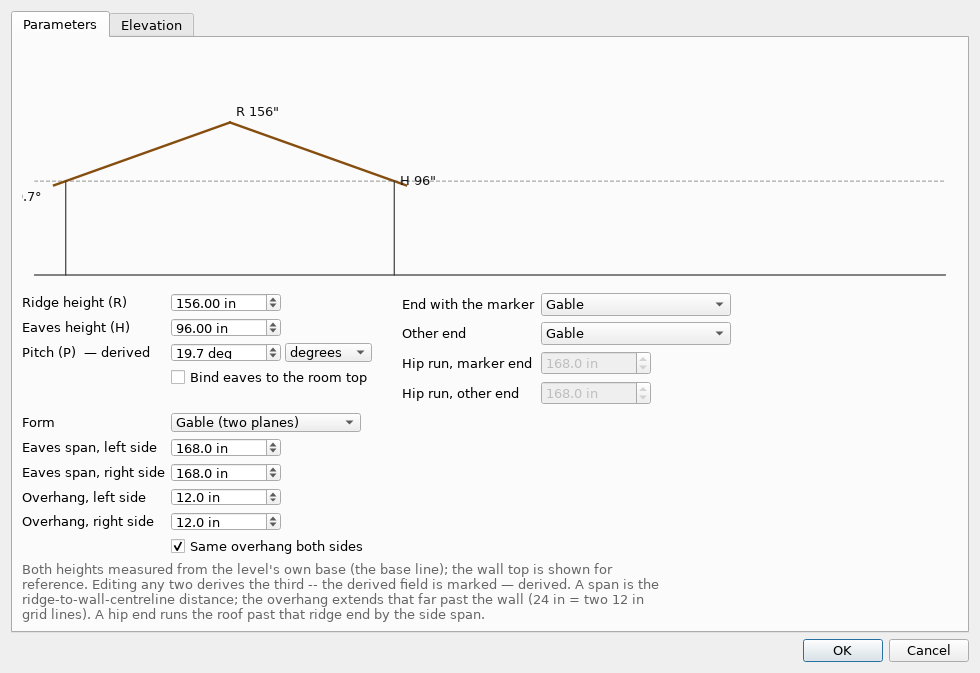 Parameters
Elevation
R 156"
H 96"
.7°
Ridge height (R)
156.00 in
Eaves height (H)
96.00 in
Pitch (P)  — derived
19.7 deg
degrees
Bind eaves to the room top
End with the marker
Gable
Other end
Gable
Hip run, marker end
168.0 in
Hip run, other end
168.0 in
Form
Gable (two planes)
Eaves span, left side
168.0 in
Eaves span, right side
168.0 in
Overhang, left side
12.0 in
Overhang, right side
12.0 in
Same overhang both sides
Both heights measured from the level's own base (the base line); the wall top is shown for
reference. Editing any two derives the third -- the derived field is marked — derived. A span is the
ridge-to-wall-centreline distance; the overhang extends that far past the wall (24 in = two 12 in
grid lines). A hip end runs the roof past that ridge end by the side span.
OK
Cancel